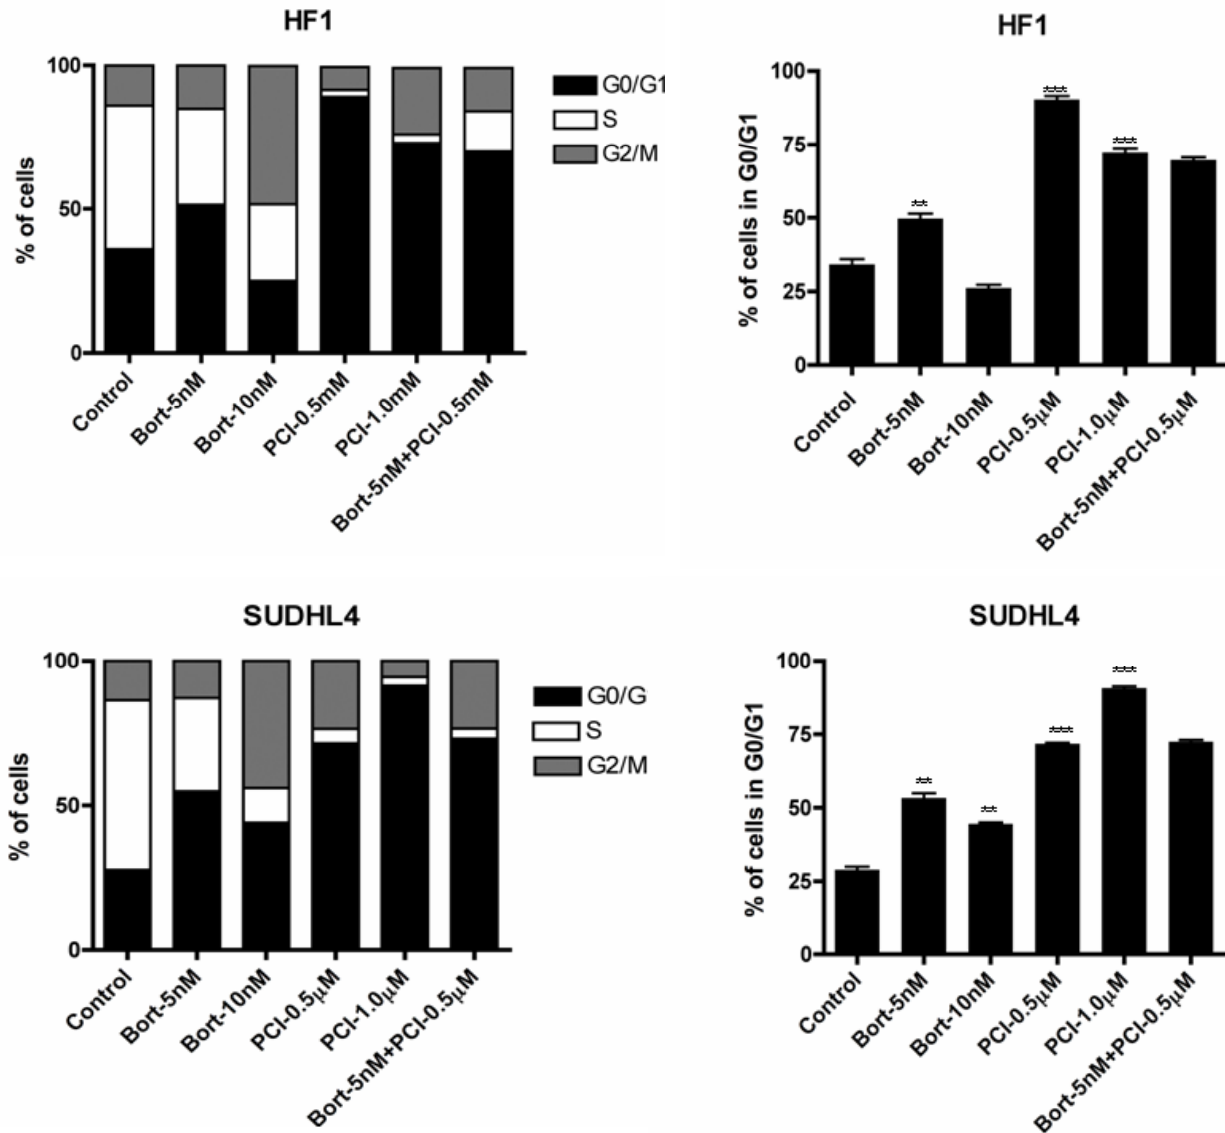 HF1
100
50
0
% of cells
G0/G1
S
G2/M
Control
Bort-5nM
Bort-10nM
PCI-0.5mM
PCI-1.0mM
Bort-5nM+PCI-0.5mM
HF1
100
75
50
25
0
% of cells in G0/G1
**
***
***
Control
Bort-5nM
Bort-10nM
PCI-0.5µM
PCI-1.0µM
Bort-5nM+PCI-0.5µM
SUDHL4
100
50
0
% of cells
G0/G
S
G2/M
Control
Bort-5nM
Bort-10nM
PCI-0.5µM
PCI-1.0µM
Bort-5nM+PCI-0.5µM
SUDHL4
100
75
50
25
0
% of cells in G0/G1
**
**
***
***
Control
Bort-5nM
Bort-10nM
PCI-0.5µM
PCI-1.0µM
Bort-5nM+PCI-0.5µM